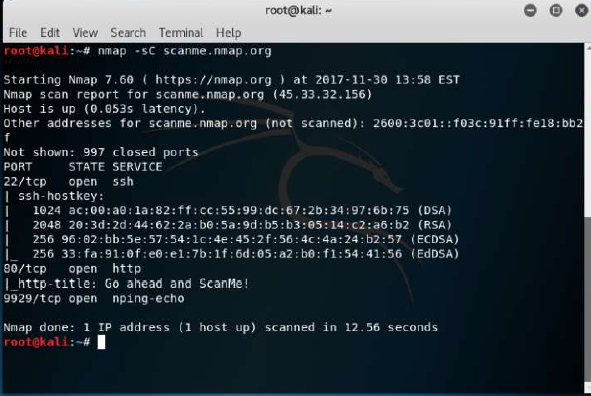 root@kali: ~
File Edit View Search Terminal Help
root@kali:~# nmap -sC scanme.nmap.org
Starting Nmap 7.60 ( https://nmap.org ) at 2017-11-30 13:58 EST
Nmap scan report for scanme.nmap.org (45.33.32.156)
Host is up (0.053s latency).
Other addresses for scanme.nmap.org (not scanned): 2600:3c01::f03c:91ff:fe18:bb2
f
Not shown: 997 closed ports
PORT     STATE SERVICE
22/tcp   open  ssh
| ssh-hostkey:
|   1024 ac:00:a0:1a:82:ff:cc:55:99:dc:67:2b:34:97:6b:75 (DSA)
|   2048 20:3d:2d:44:62:2a:b0:5a:9d:b5:b3:05:14:c2:a6:b2 (RSA)
|   256 96:02:bb:5e:57:54:1c:4e:45:2f:56:4c:4a:24:b2:57 (ECDSA)
|_  256 33:fa:91:0f:e0:e1:7b:1f:6d:05:a2:b0:f1:54:41:56 (EdDSA)
80/tcp   open  http
|_http-title: Go ahead and ScanMe!
9929/tcp open  nping-echo
Nmap done: 1 IP address (1 host up) scanned in 12.56 seconds
root@kali:~#